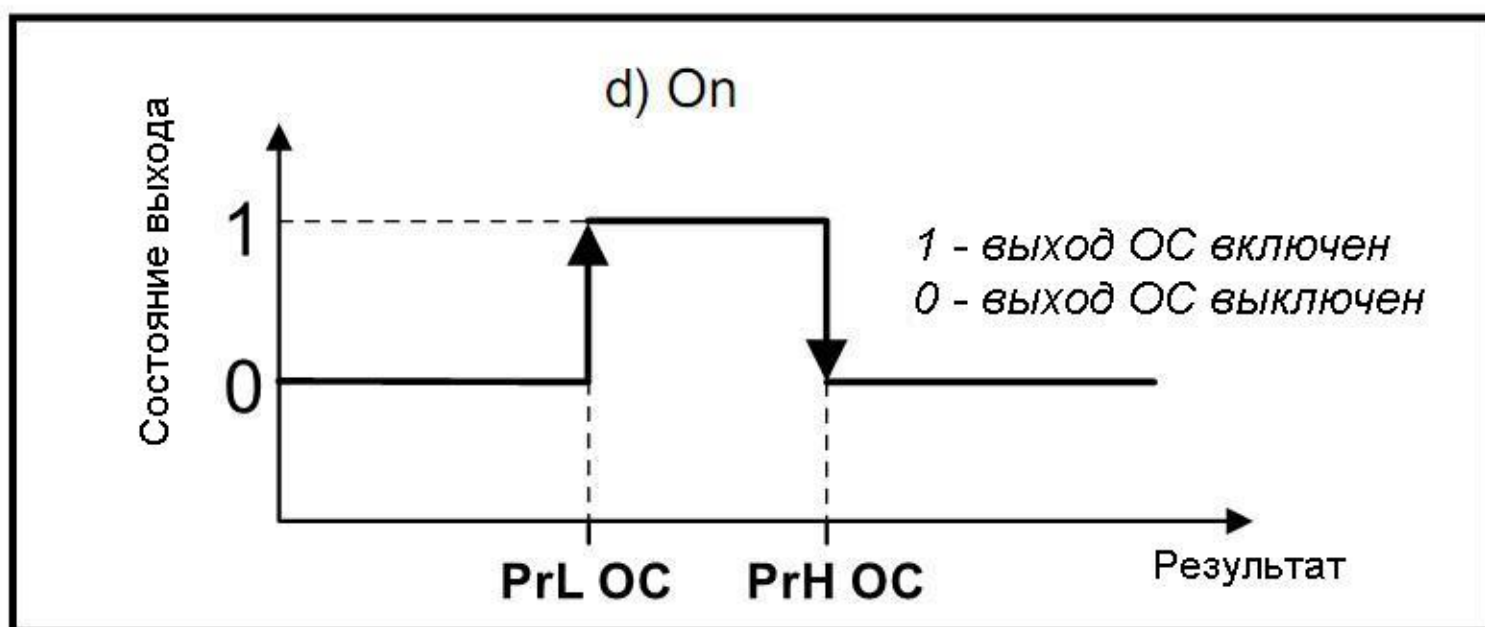 d) On
Состояние выхода
1
0
1 - выход ОС включен
0 - выход ОС выключен
PrL OC
PrH OC
Результат